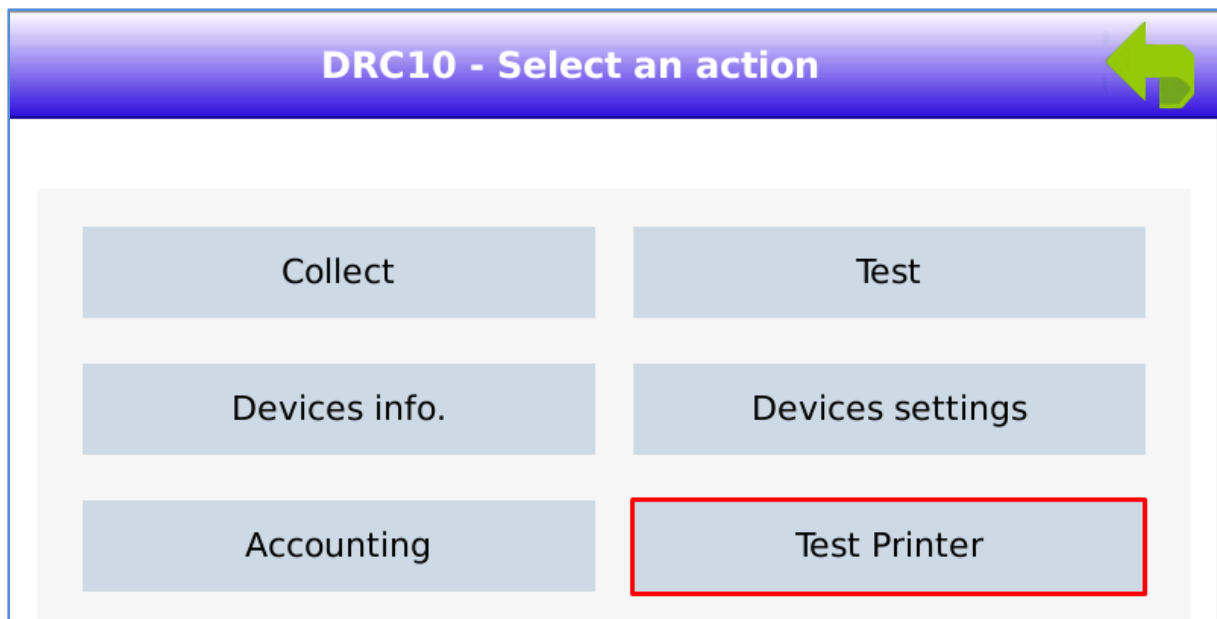 DRC10 - Select an action
Collect
Test
Devices info.
Devices settings
Accounting
Test Printer